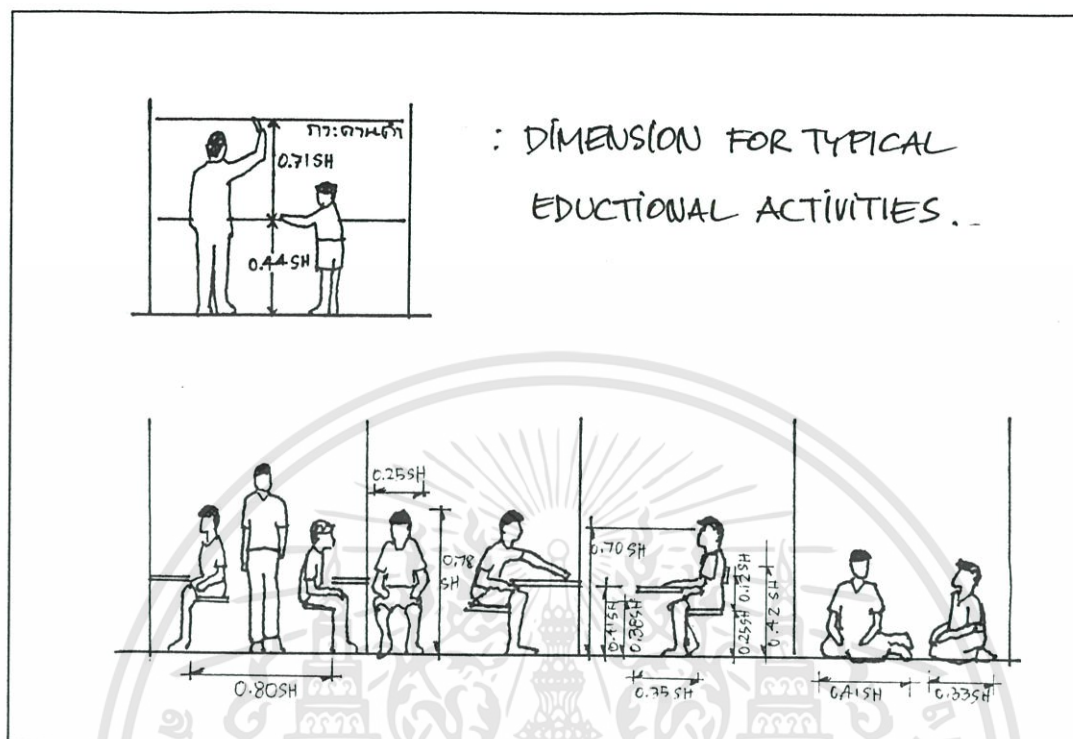 กระดานดำ
0.71SH
0.44SH
: DIMENSION FOR TYPICAL
EDUCTIONAL ACTIVITIES..
0.25SH
0.78
SH
0.70 SH
0.41SH
0.38SH
0.25SH 0.12SH
0.42 SH
0.80SH
0.35SH
0.41SH
0.33SH